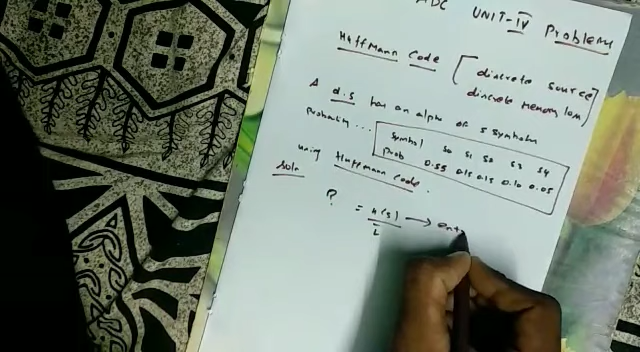 ADC UNIT-IV Problems
Huffmann Code [discrete source
discrete memory less]
A d.s has an alpha of 5 symbols
probability ...
Symbol S0 S1 S2 S3 S4
Prob 0.55 0.15 0.15 0.10 0.05
using Huffmann Code.
Soln
? = H(s) / L → ent